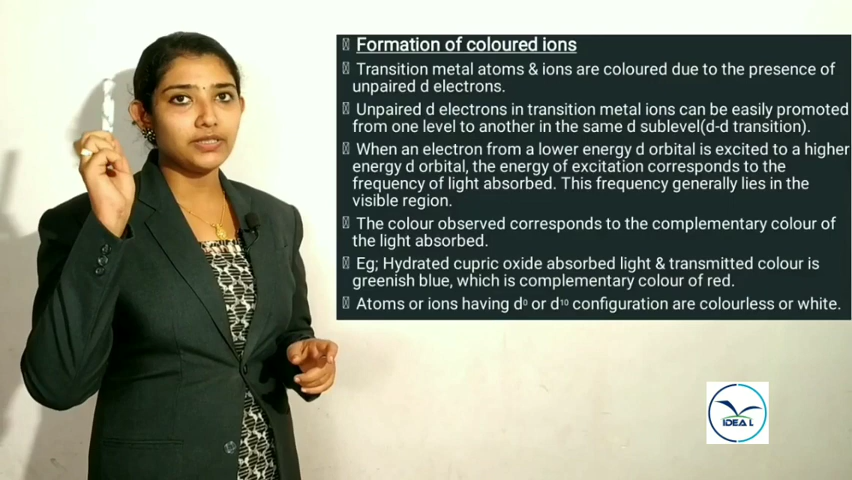 Formation of coloured ions
Transition metal atoms & ions are coloured due to the presence of
unpaired d electrons.
Unpaired d electrons in transition metal ions can be easily promoted
from one level to another in the same d sublevel(d-d transition).
When an electron from a lower energy d orbital is excited to a higher
energy d orbital, the energy of excitation corresponds to the
frequency of light absorbed. This frequency generally lies in the
visible region.
The colour observed corresponds to the complementary colour of
the light absorbed.
Eg; Hydrated cupric oxide absorbed light & transmitted colour is
greenish blue, which is complementary colour of red.
Atoms or ions having d⁰ or d¹⁰ configuration are colourless or white.
IDEAL